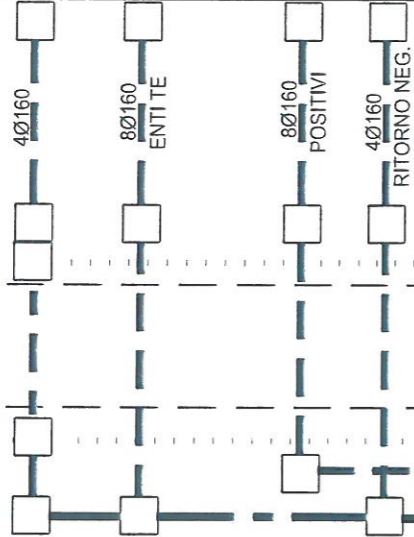 4Ø160
8Ø160
ENTI TE
8Ø160
POSITIVI
4Ø160
RITORNO NEG.